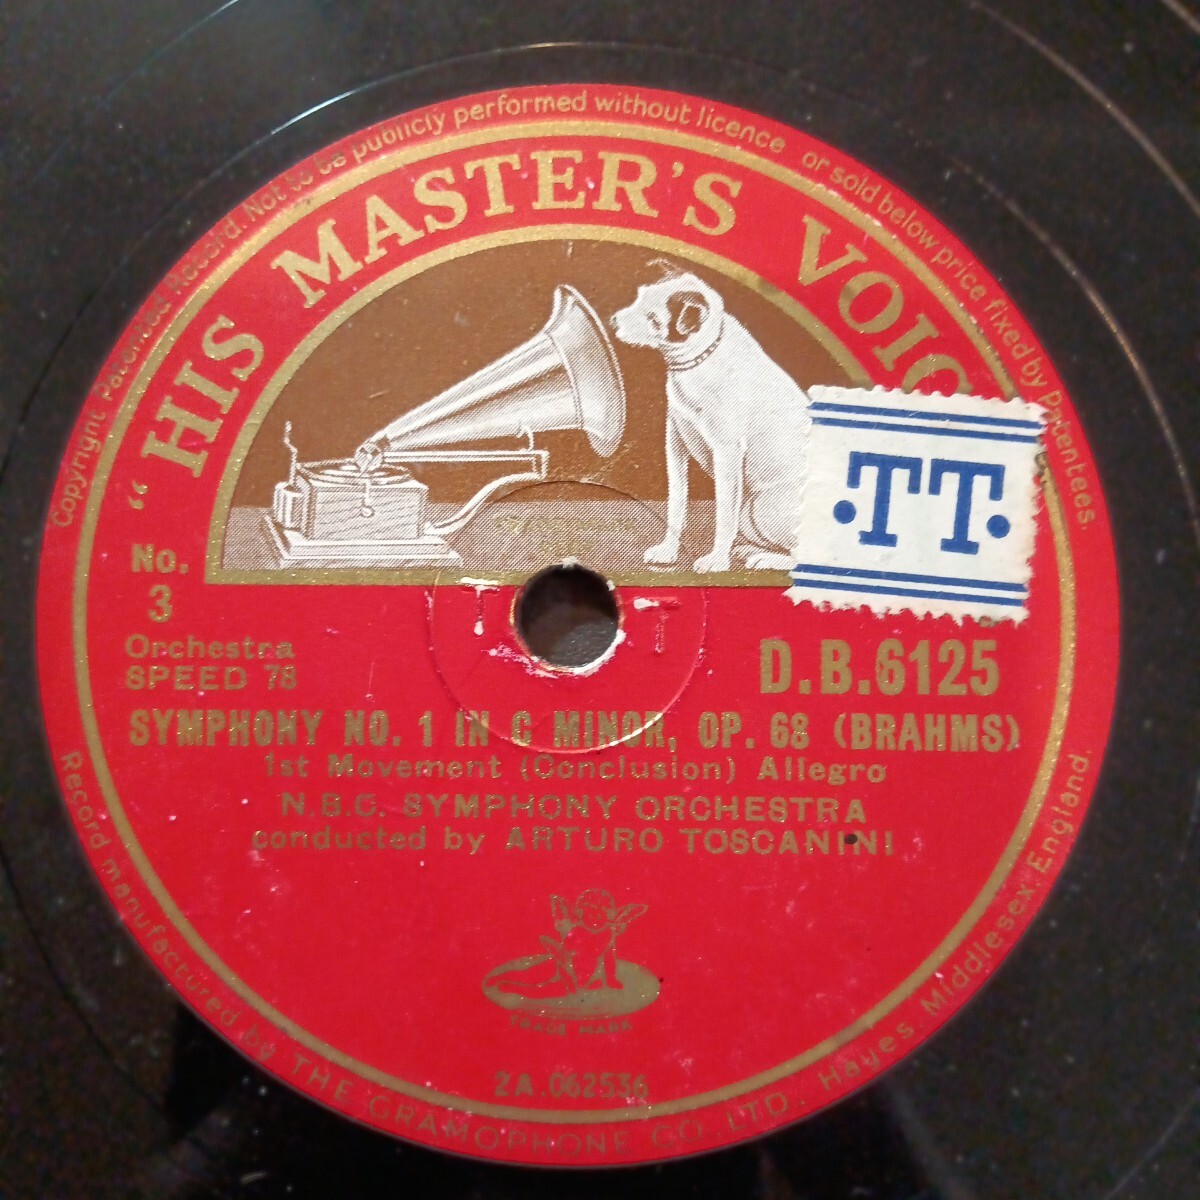 Copyright Patented Record. Not to be publicly performed without licence or sold below price fixed by Patentees.
"HIS MASTER'S VOIC
·TT·
No.
3
Orchestra
SPEED 78
T T
D.B.6125
SYMPHONY NO. 1 IN C MINOR, OP. 68 (BRAHMS)
1st Movement (Conclusion) Allegro
N.B.C. SYMPHONY ORCHESTRA
conducted by ARTURO TOSCANINI
TRADE MARK
2A.062536
Record manufactured by THE GRAMOPHONE CO. LTD., Hayes, Middlesex, England.